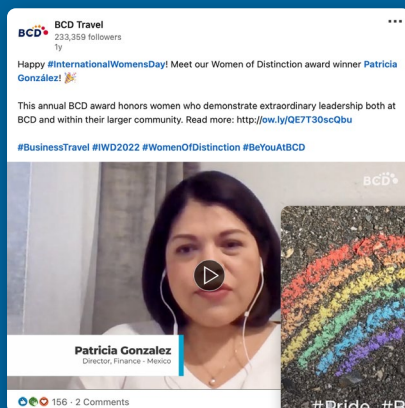 BCD
BCD Travel
233,359 followers
1y
Happy #InternationalWomensDay! Meet our Women of Distinction award winner Patricia
González! 🎉
This annual BCD award honors women who demonstrate extraordinary leadership both at
BCD and within their larger community. Read more: http://ow.ly/QE7T30scQbu
#BusinessTravel #IWD2022 #WomenOfDistinction #BeYouAtBCD
BCD
Patricia Gonzalez
Director, Finance - Mexico
#Pride
156 · 2 Comments